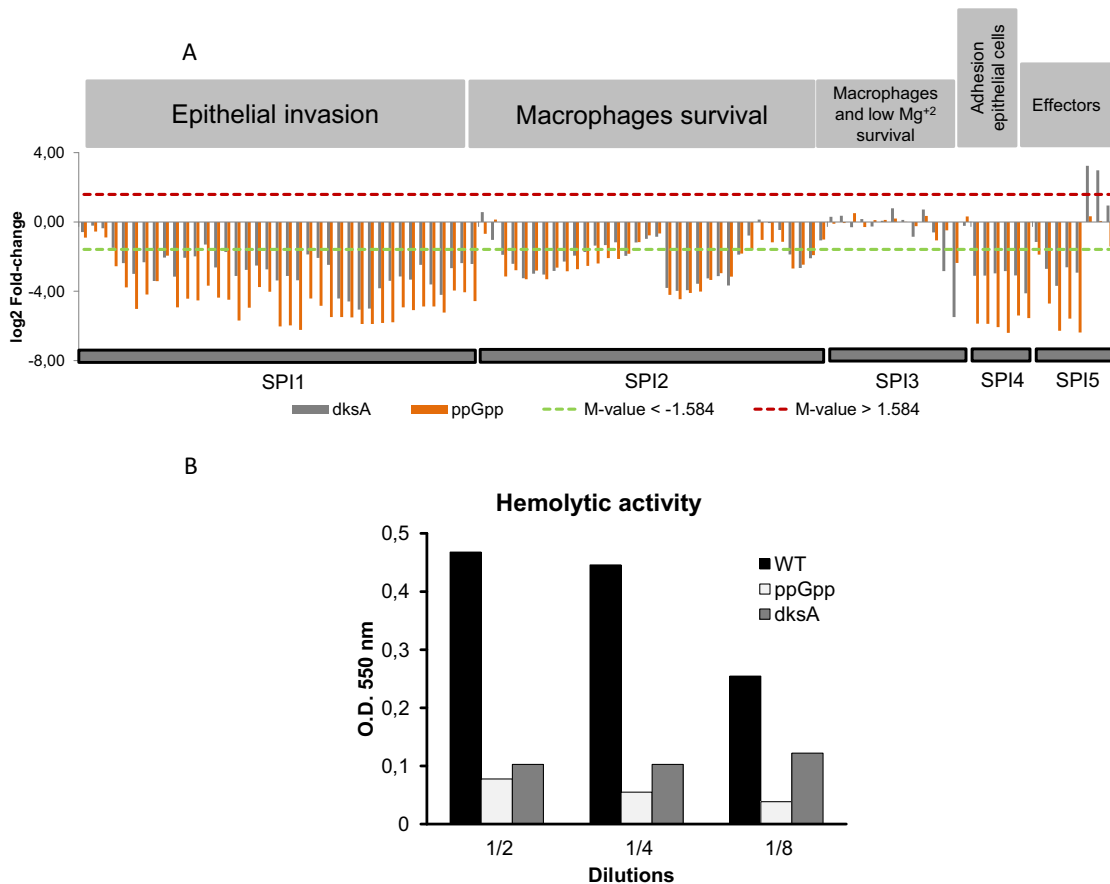 A
Epithelial invasion
Macrophages survival
Macrophages
and low Mg⁺²
survival
Adhesion
epithelial cells
Effectors
log2 Fold-change
4,00
0,00
-4,00
-8,00
SPI1
SPI2
SPI3
SPI4
SPI5
dksA
ppGpp
M-value < -1.584
M-value > 1.584
B
Hemolytic activity
O.D. 550 nm
0,5
0,4
0,3
0,2
0,1
0
WT
ppGpp
dksA
1/2
1/4
1/8
Dilutions